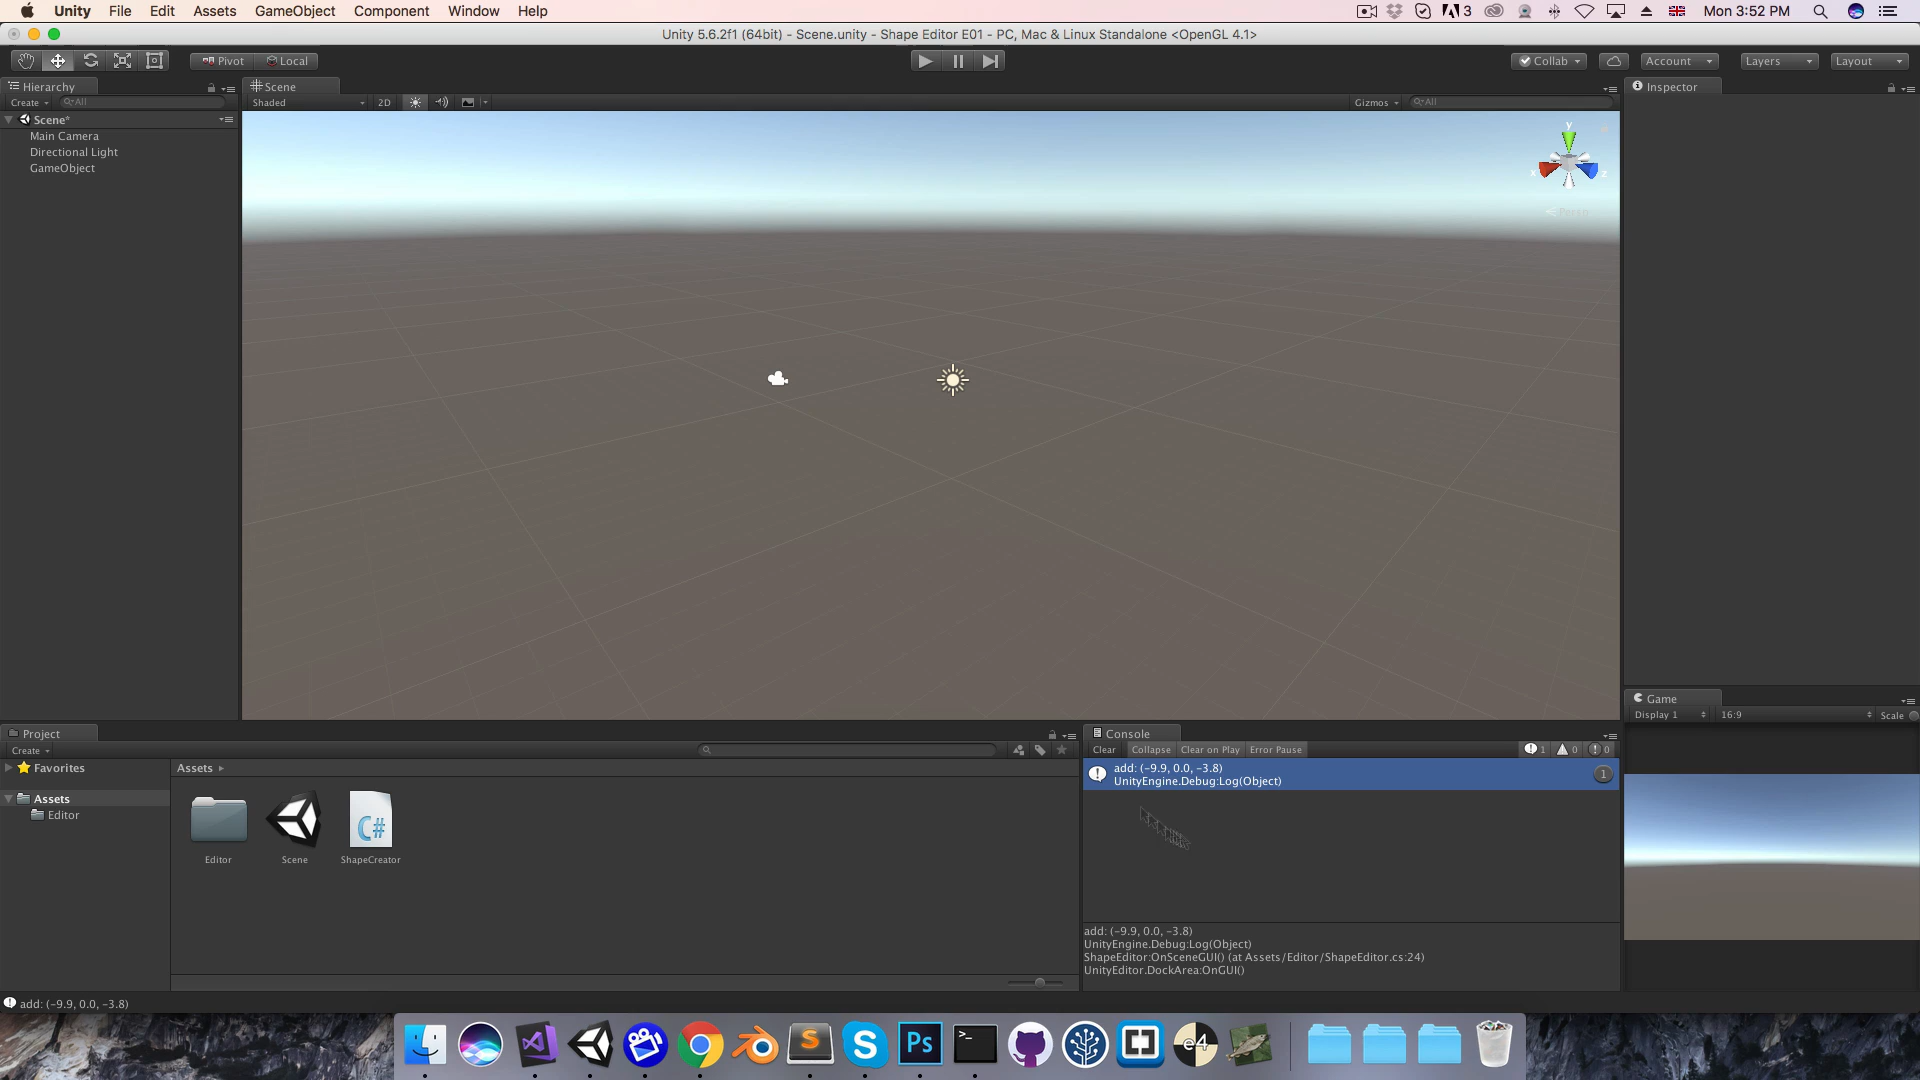 Unity File Edit Assets GameObject Component Window Help 3 Mon 3:52 PM
Unity 5.6.2f1 (64bit) - Scene.unity - Shape Editor E01 - PC, Mac & Linux Standalone <OpenGL 4.1>
Pivot Local Collab Account Layers Layout
Hierarchy Scene Inspector
Create All Shaded 2D Gizmos All
Scene*
Main Camera
Directional Light
GameObject
y
x z
Persp
Game
Display 1 16:9 Scale
Project Console
Create Clear Collapse Clear on Play Error Pause 1 0 0
Favorites
Assets
Editor
Assets
Editor Scene ShapeCreator
C#
add: (-9.9, 0.0, -3.8)
UnityEngine.Debug:Log(Object)
1
add: (-9.9, 0.0, -3.8)
UnityEngine.Debug:Log(Object)
ShapeEditor:OnSceneGUI() (at Assets/Editor/ShapeEditor.cs:24)
UnityEditor.DockArea:OnGUI()
add: (-9.9, 0.0, -3.8)
S S Ps >_ e4